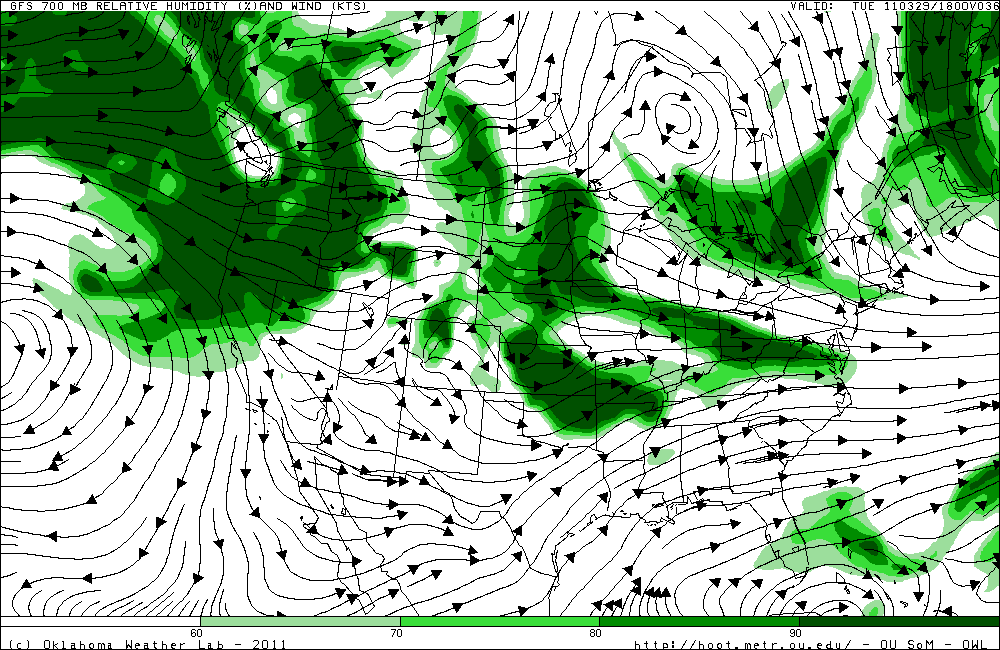 GFS 700 MB RELATIVE HUMIDITY (%)AND WIND (KTS)
VALID: TUE 110329/1800V036
60 70 80 90
(c) Oklahoma Weather Lab - 2011
http://hoot.metr.ou.edu/ - OU SoM - OWL